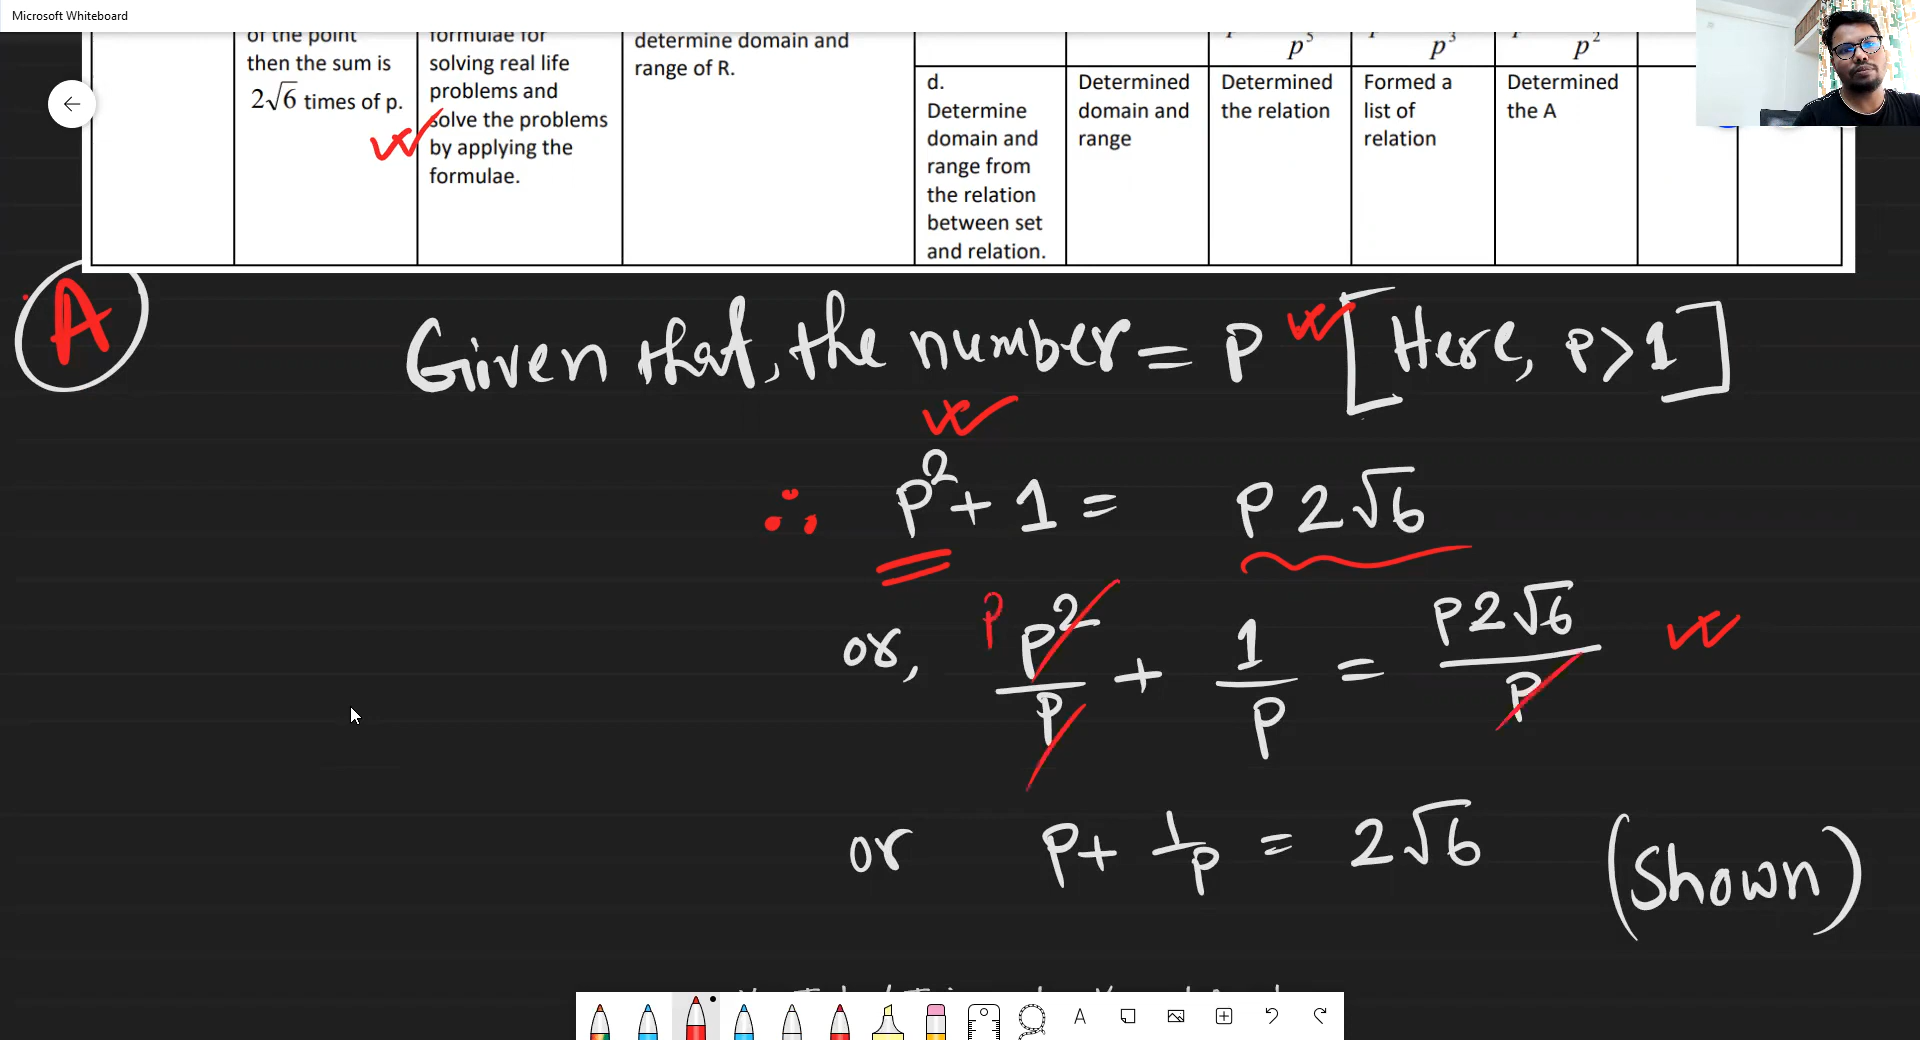 Microsoft Whiteboard
of the point
then the sum is
2√6 times of p.
formulae for
solving real life
problems and
solve the problems
by applying the
formulae.
determine domain and
range of R.
p⁵
p³
p²
d.
Determine
domain and
range from
the relation
between set
and relation.
Determined
domain and
range
Determined
the relation
Formed a
list of
relation
Determined
the A
A
Given that, the number = p [Here, p>1]
∴ p² + 1 = p 2√6
or, p p²/p + 1/p = p2√6/p
or p + 1/p = 2√6 (Shown)